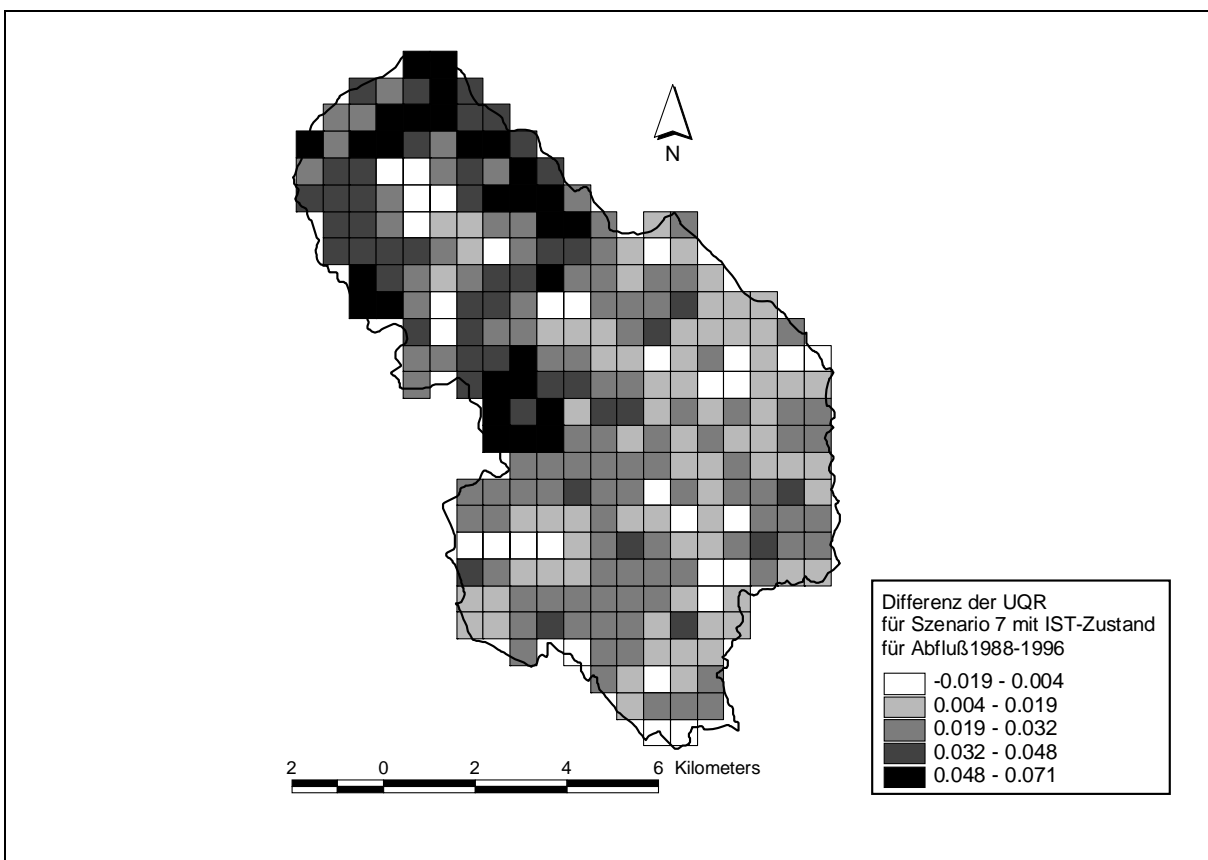 N
Differenz der UQR
für Szenario 7 mit IST-Zustand
für Abfluß1988-1996
-0.019 - 0.004
0.004 - 0.019
0.019 - 0.032
0.032 - 0.048
0.048 - 0.071
2 0 2 4 6 Kilometers